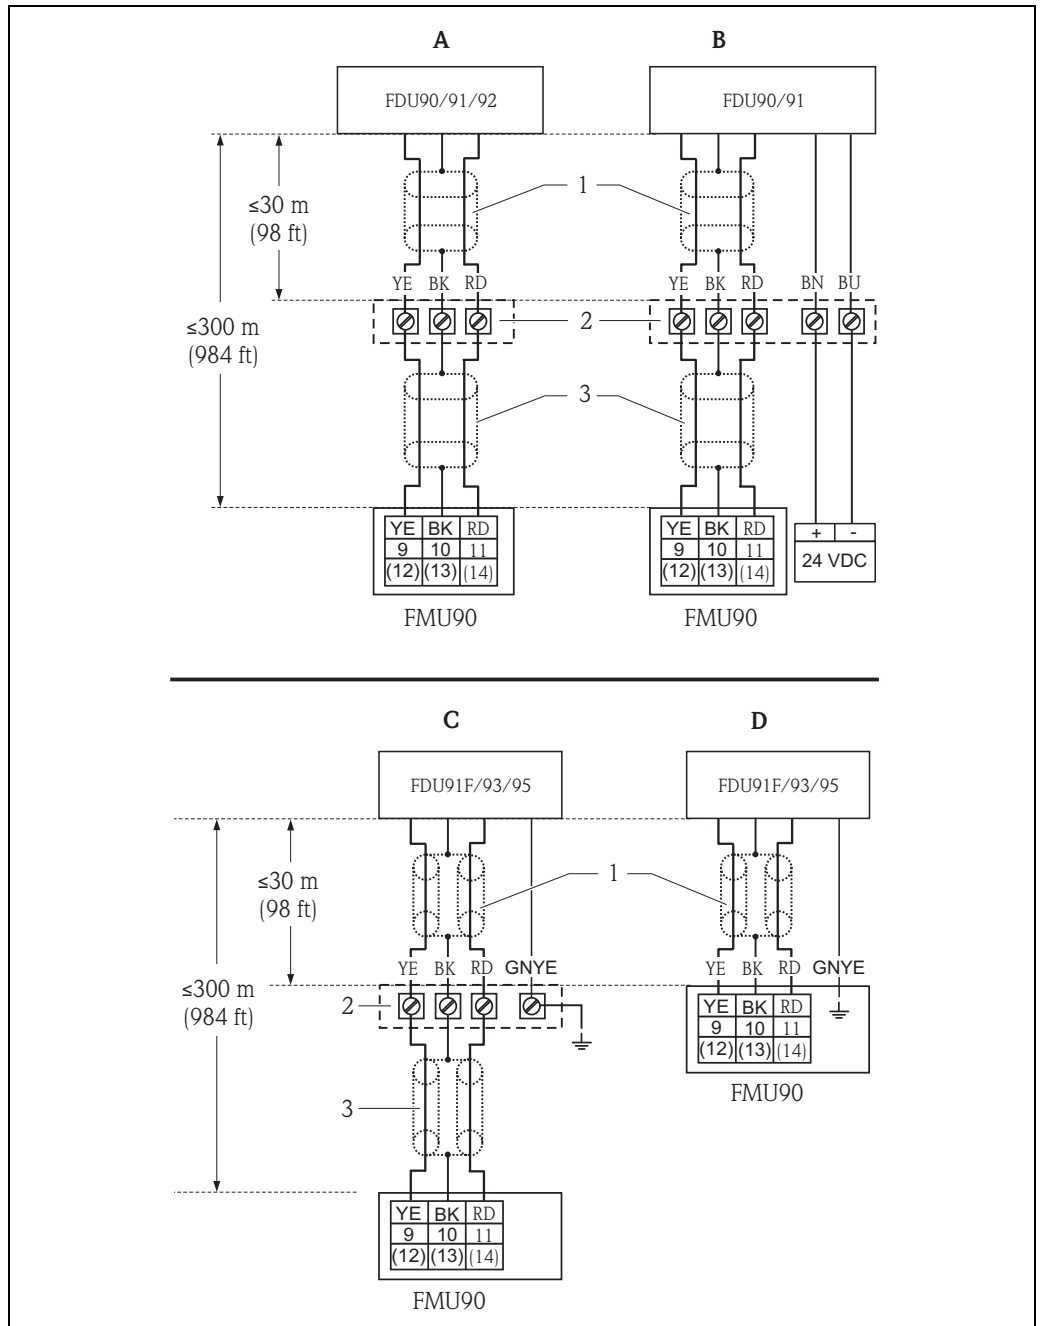 A B
FDU90/91/92 FDU90/91
1
≤30 m
(98 ft)
YE BK RD YE BK RD BN BU
2
≤300 m
(984 ft)
3
YE BK RD YE BK RD + -
9 10 11 9 10 11 24 VDC
(12) (13) (14) (12) (13) (14)
FMU90 FMU90
C D
FDU91F/93/95 FDU91F/93/95
1
≤30 m
(98 ft)
YE BK RD GNYE YE BK RD GNYE
≤300 m
(984 ft)
2
YE BK RD
9 10 11
(12) (13) (14)
FMU90
3
YE BK RD
9 10 11
(12) (13) (14)
FMU90